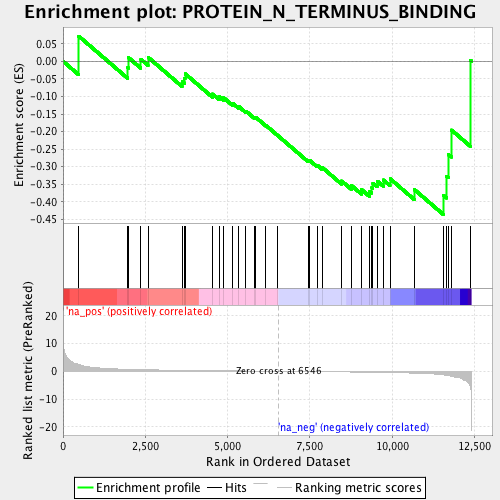 Enrichment plot: PROTEIN_N_TERMINUS_BINDING
Enrichment score (ES)
0.05
0.00
-0.05
-0.10
-0.15
-0.20
-0.25
-0.30
-0.35
-0.40
-0.45
'na_pos' (positively correlated)
Ranked list metric (PreRanked)
20
10
0
-10
-20
Zero cross at 6546
'na_neg' (negatively correlated)
0
2,500
5,000
7,500
10,000
12,500
Rank in Ordered Dataset
Enrichment profile
Hits
Ranking metric scores